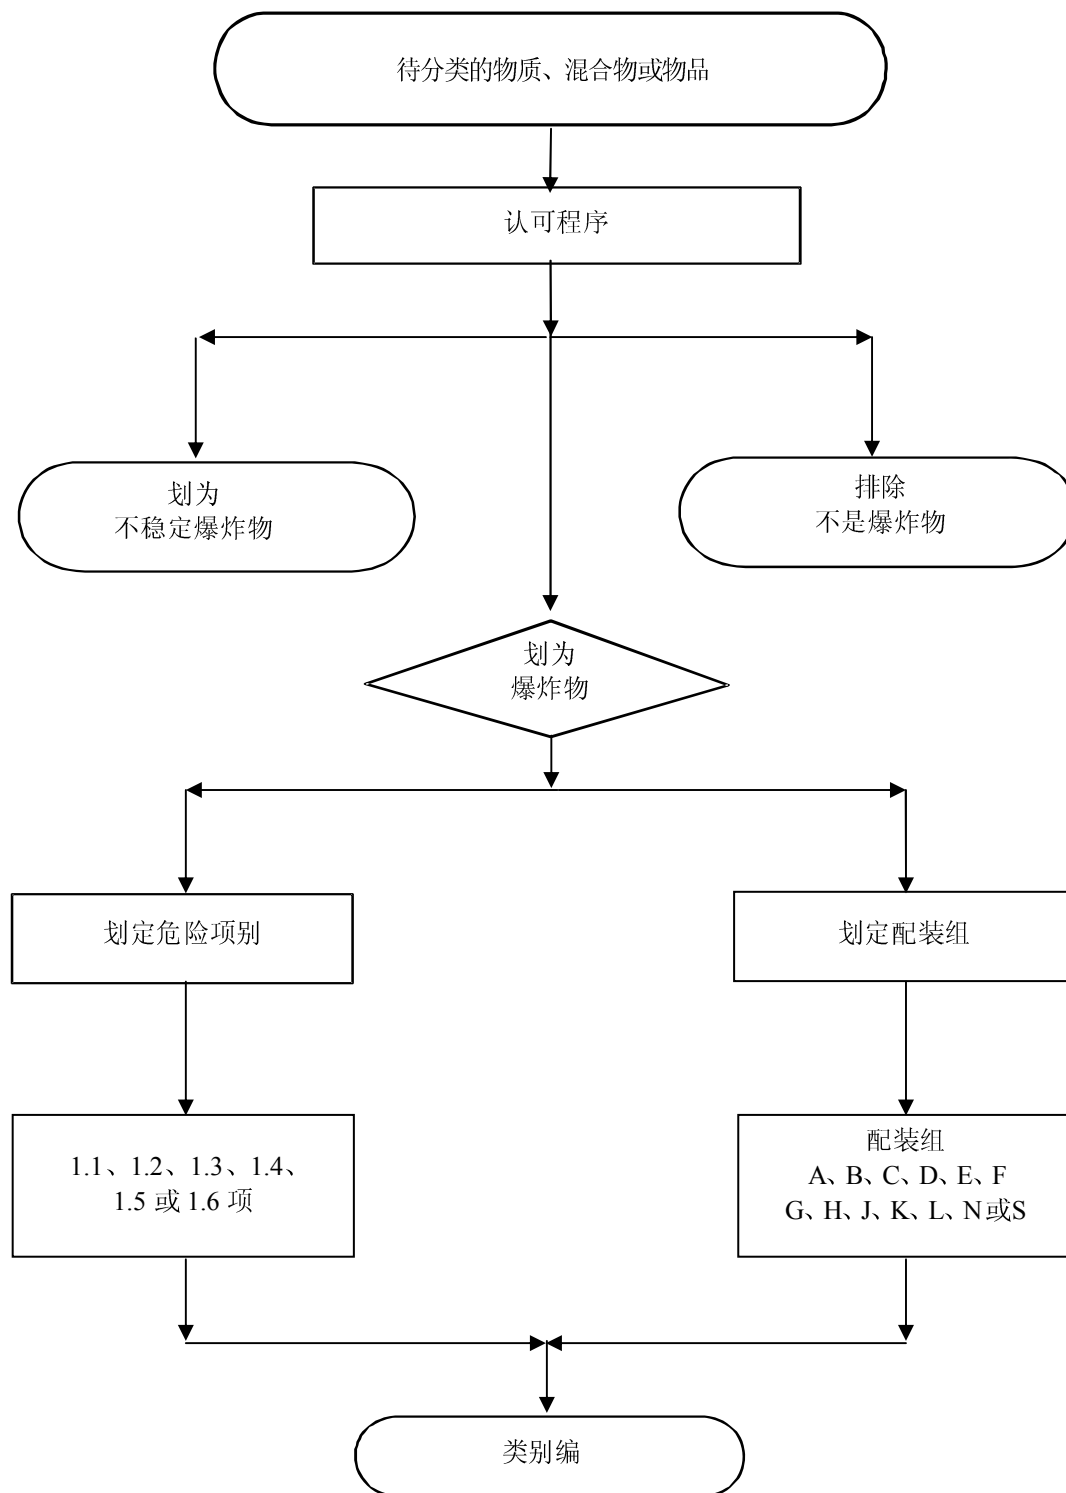 待分类的物质、混合物或物品
认可程序
划为
不稳定爆炸物
排除
不是爆炸物
划为
爆炸物
划定危险项别
划定配装组
1.1、1.2、1.3、1.4、
1.5 或 1.6 项
配装组
A、B、C、D、E、F
G、H、J、K、L、N或S
类别编